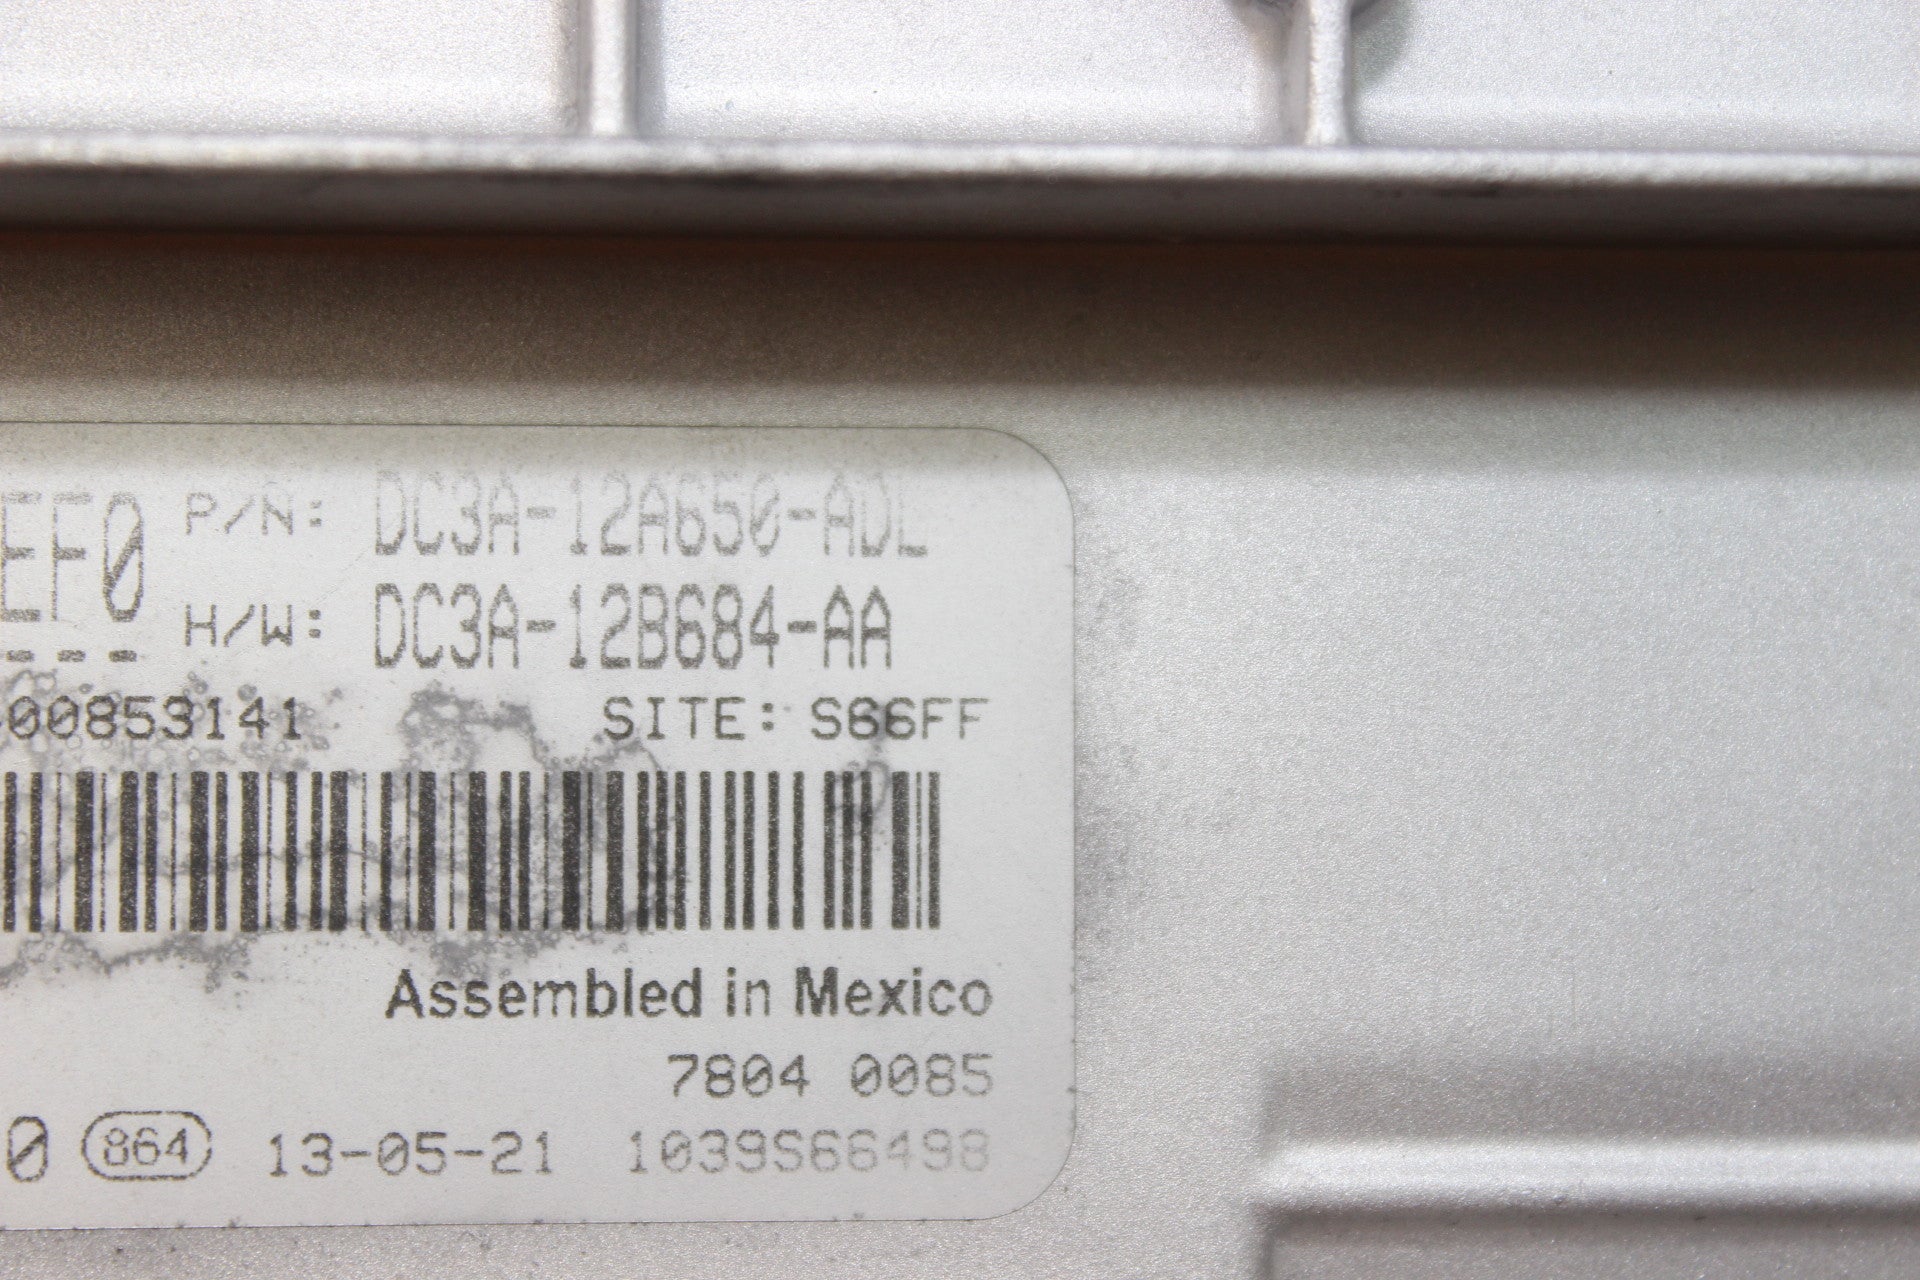 EF0 P/N: DC3A-12A650-ADL
H/W: DC3A-12B684-AA
00853141 SITE: S66FF
Assembled in Mexico
7804 0085
0 864 13-05-21 1039S66498